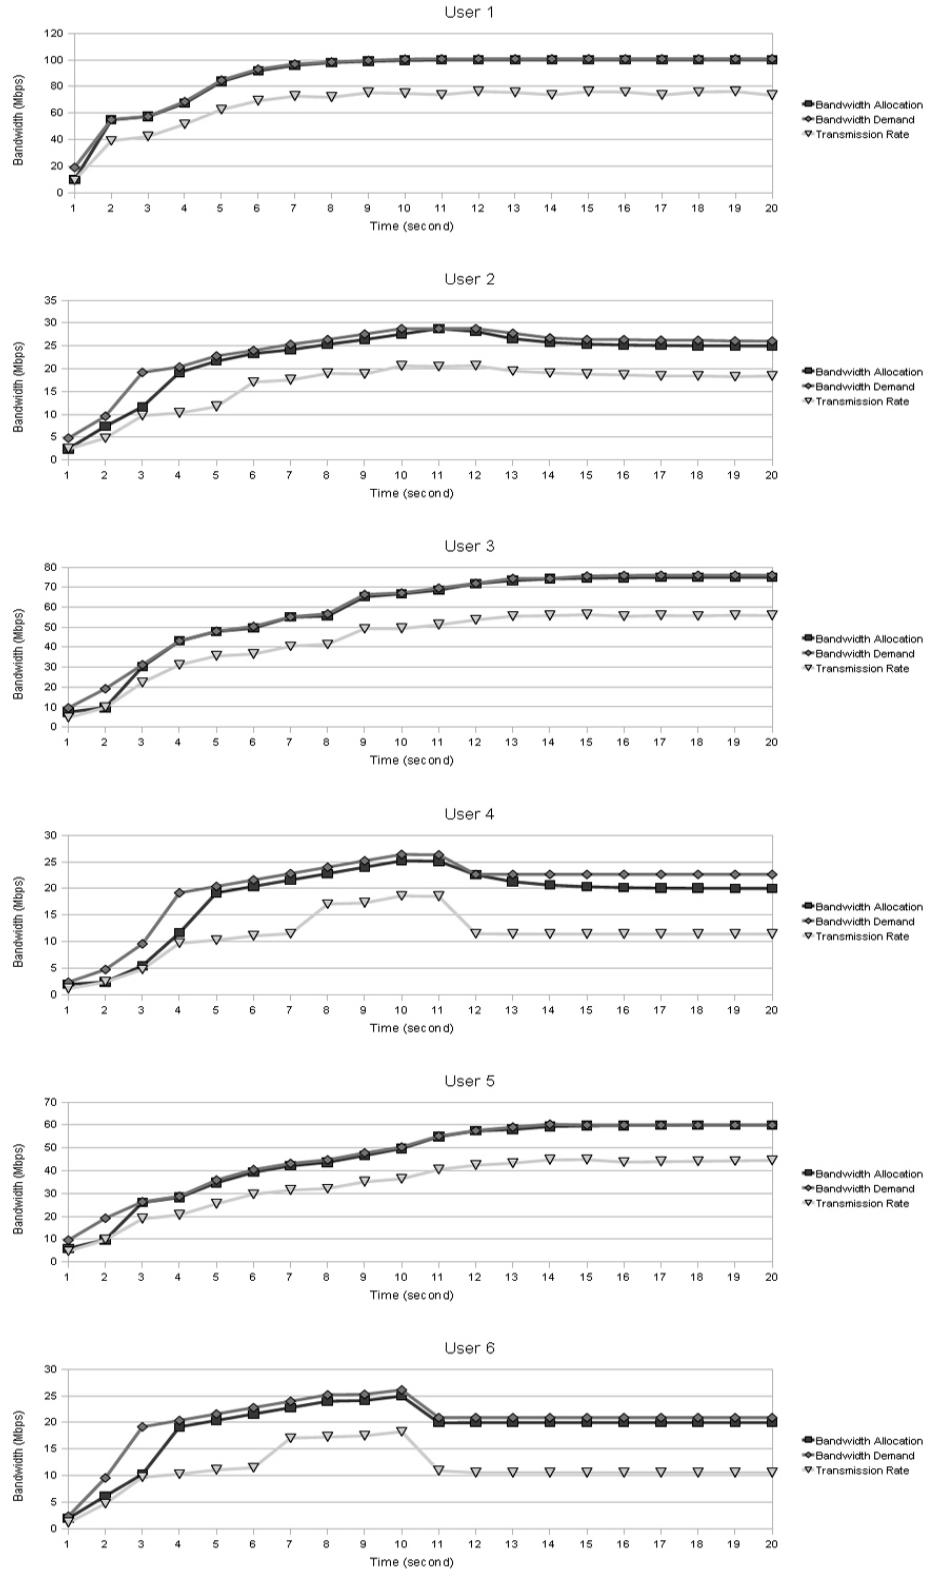 User 1
120
100
80
60
40
20
0
Bandwidth (Mbps)
1 2 3 4 5 6 7 8 9 10 11 12 13 14 15 16 17 18 19 20
Time (second)
Bandwidth Allocation
Bandwidth Demand
Transmission Rate
User 2
35
30
25
20
15
10
5
0
Bandwidth (Mbps)
1 2 3 4 5 6 7 8 9 10 11 12 13 14 15 16 17 18 19 20
Time (second)
Bandwidth Allocation
Bandwidth Demand
Transmission Rate
User 3
80
70
60
50
40
30
20
10
0
Bandwidth (Mbps)
1 2 3 4 5 6 7 8 9 10 11 12 13 14 15 16 17 18 19 20
Time (second)
Bandwidth Allocation
Bandwidth Demand
Transmission Rate
User 4
30
25
20
15
10
5
0
Bandwidth (Mbps)
1 2 3 4 5 6 7 8 9 10 11 12 13 14 15 16 17 18 19 20
Time (second)
Bandwidth Allocation
Bandwidth Demand
Transmission Rate
User 5
70
60
50
40
30
20
10
0
Bandwidth (Mbps)
1 2 3 4 5 6 7 8 9 10 11 12 13 14 15 16 17 18 19 20
Time (second)
Bandwidth Allocation
Bandwidth Demand
Transmission Rate
User 6
30
25
20
15
10
5
0
Bandwidth (Mbps)
1 2 3 4 5 6 7 8 9 10 11 12 13 14 15 16 17 18 19 20
Time (second)
Bandwidth Allocation
Bandwidth Demand
Transmission Rate